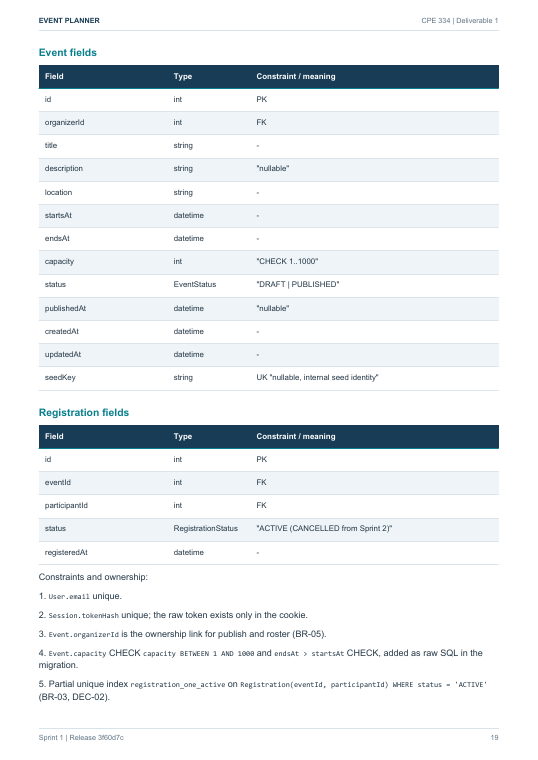 EVENT PLANNER CPE 334 | Deliverable 1
Event fields
Field Type Constraint / meaning
id int PK
organizerId int FK
title string -
description string "nullable"
location string -
startsAt datetime -
endsAt datetime -
capacity int "CHECK 1..1000"
status EventStatus "DRAFT | PUBLISHED"
publishedAt datetime "nullable"
createdAt datetime -
updatedAt datetime -
seedKey string UK "nullable, internal seed identity"
Registration fields
Field Type Constraint / meaning
id int PK
eventId int FK
participantId int FK
status RegistrationStatus "ACTIVE (CANCELLED from Sprint 2)"
registeredAt datetime -
Constraints and ownership:
1. User.email unique.
2. Session.tokenHash unique; the raw token exists only in the cookie.
3. Event.organizerId is the ownership link for publish and roster (BR-05).
4. Event.capacity CHECK capacity BETWEEN 1 AND 1000 and endsAt > startsAt CHECK, added as raw SQL in the
migration.
5. Partial unique index registration_one_active on Registration(eventId, participantId) WHERE status = 'ACTIVE'
(BR-03, DEC-02).
Sprint 1 | Release 3f60d7c 19